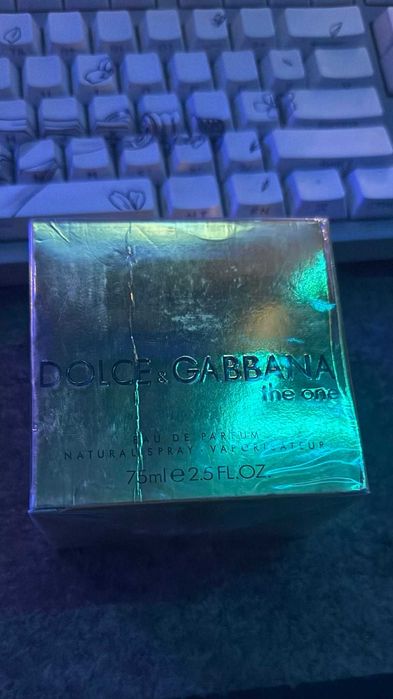 DOLCE & GABBANA
the one
EAU DE PARFUM
NATURAL SPRAY · VAPORISATEUR
75ml e 2.5 FL.OZ